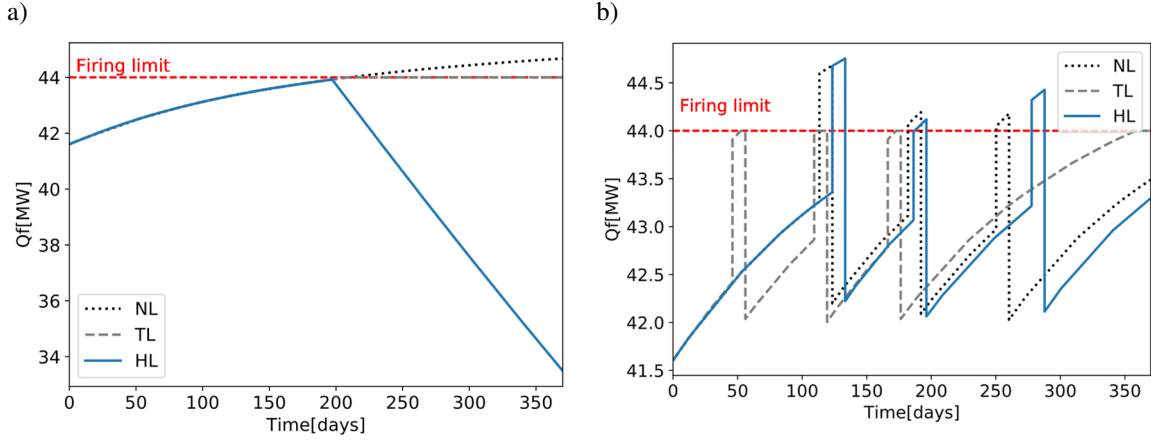 a)
Firing limit
44
42
44
38
36
34
Qf[MW]
NL
TL
HL
0 50 100 150 200 250 300 350
Time[days]
b)
Firing limit
44.5
44.0
43.5
43.0
42.5
42.0
41.5
Qf[MW]
NL
TL
HL
0 50 100 150 200 250 300 350
Time[days]